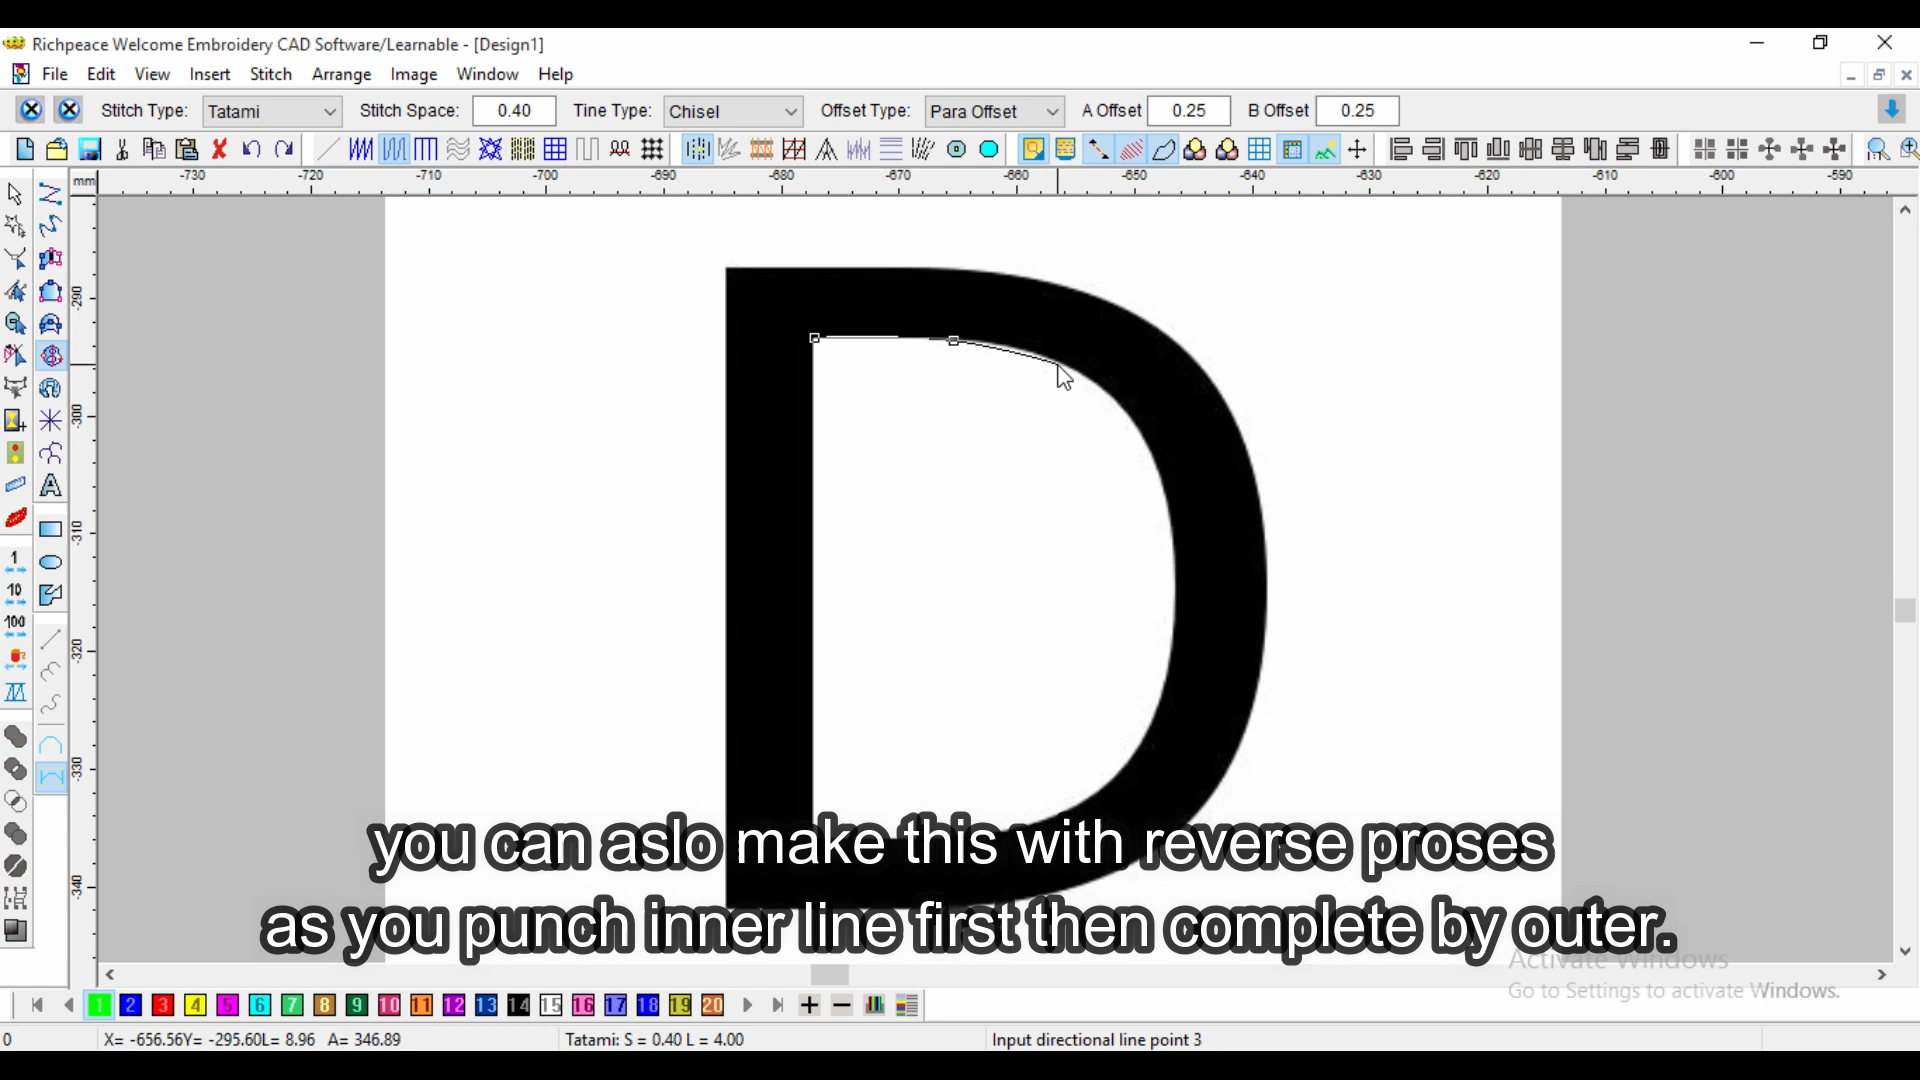 Richpeace Welcome Embroidery CAD Software/Learnable - [Design1]
File Edit View Insert Stitch Arrange Image Window Help
Stitch Type: Tatami Stitch Space: 0.40 Tine Type: Chisel Offset Type: Para Offset A Offset 0.25 B Offset 0.25
mm -730 -720 -710 -700 -690 -680 -670 -660 -650 -640 -630 -620 -610 -600 -590
-290
-300
-310
-320
-330
-340
1
10
100
D
you can aslo make this with reverse proses
as you punch inner line first then complete by outer.
Activate Windows
Go to Settings to activate Windows.
1 2 3 4 5 6 7 8 9 10 11 12 13 14 15 16 17 18 19 20
0 X= -656.56Y= -295.60L= 8.96 A= 346.89 Tatami: S = 0.40 L = 4.00 Input directional line point 3